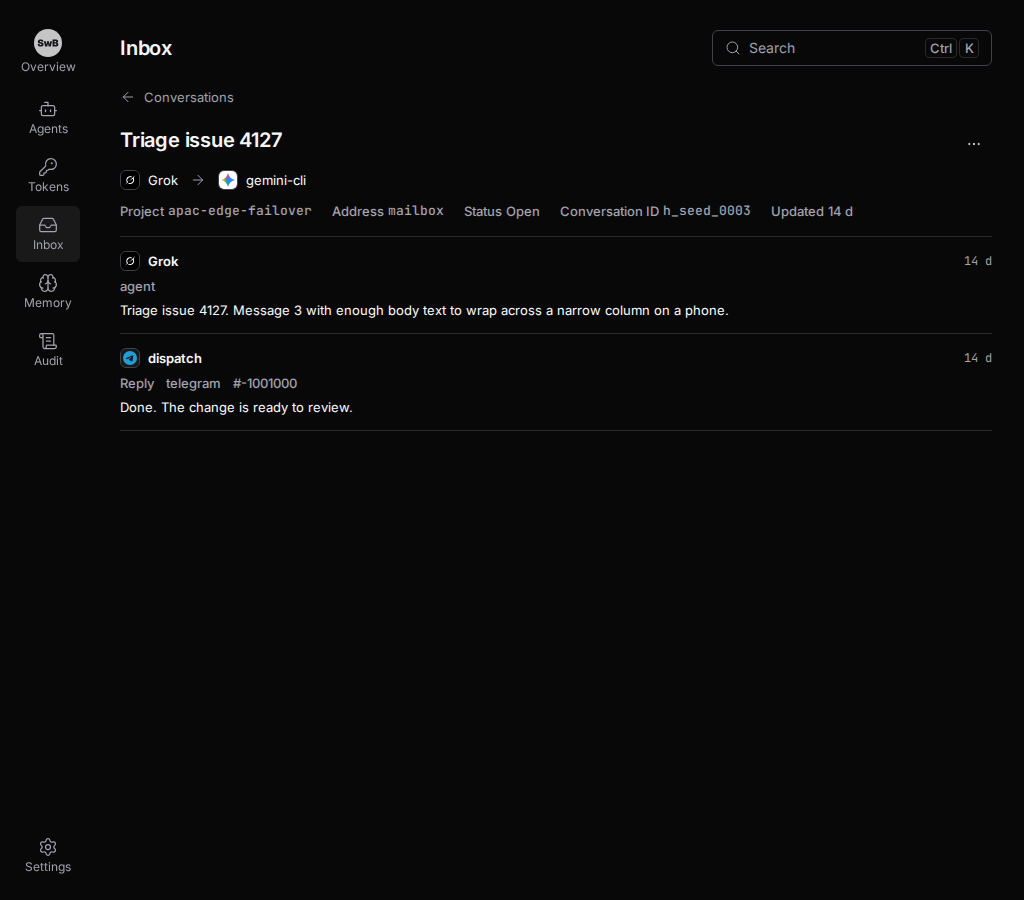 SwB
Overview
Agents
Tokens
Inbox
Memory
Audit
Settings
Inbox
Search Ctrl K
Conversations
Triage issue 4127
...
Grok gemini-cli
Project apac-edge-failover Address mailbox Status Open Conversation ID h_seed_0003 Updated 14 d
Grok 14 d
agent
Triage issue 4127. Message 3 with enough body text to wrap across a narrow column on a phone.
dispatch 14 d
Reply telegram #-1001000
Done. The change is ready to review.